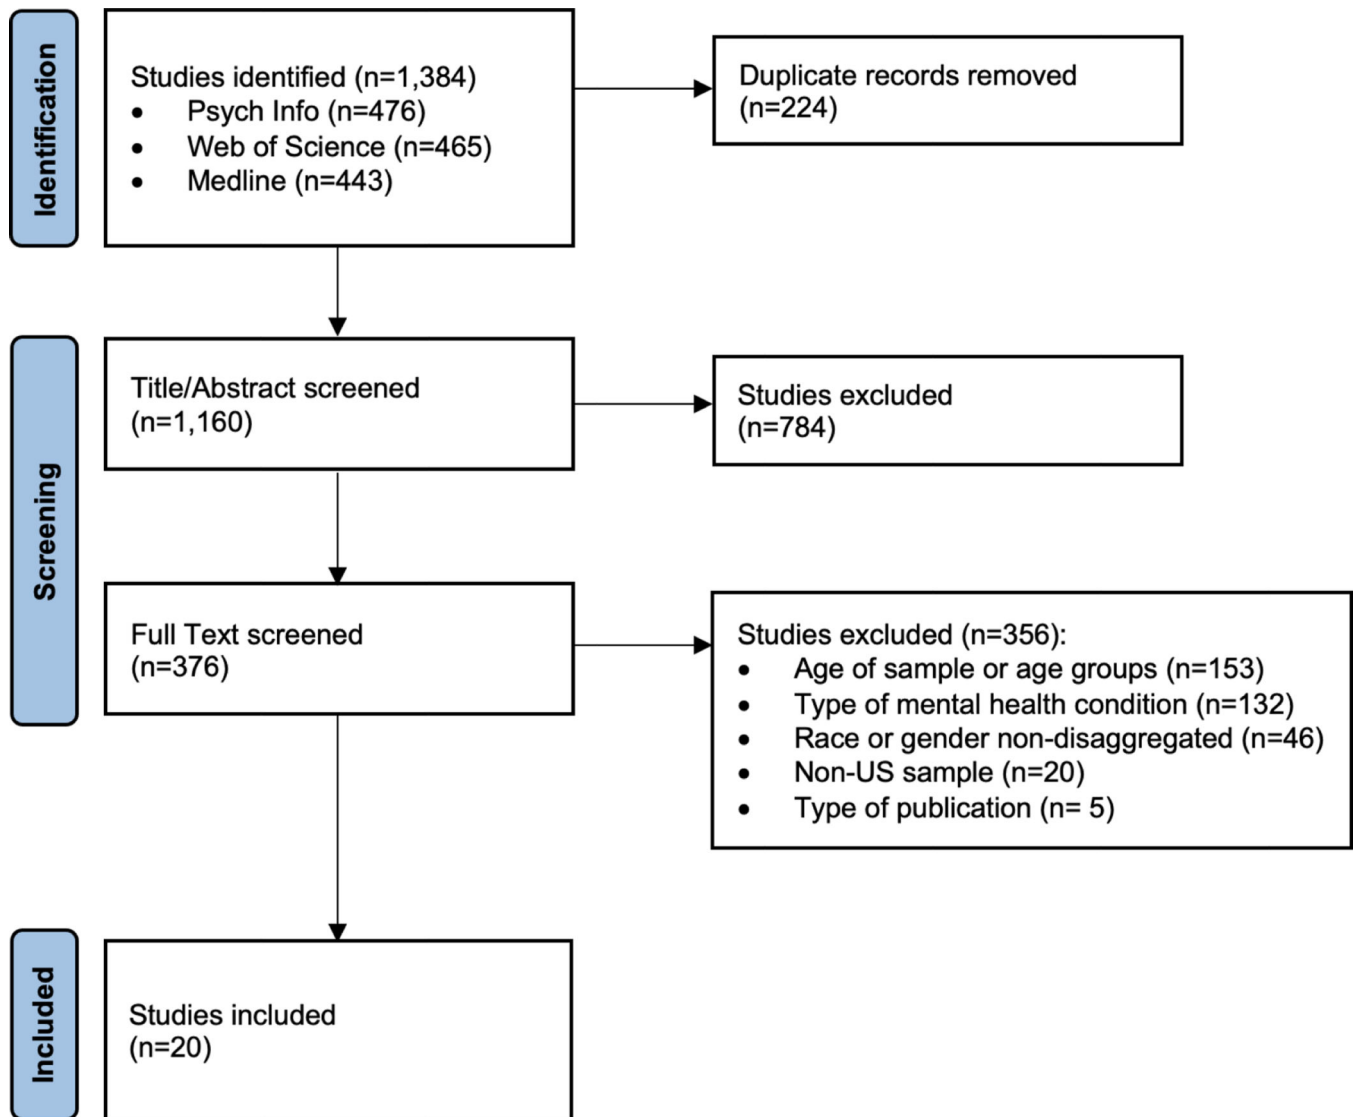 Identification
Studies identified (n=1,384)
• Psych Info (n=476)
• Web of Science (n=465)
• Medline (n=443)
Duplicate records removed
(n=224)
Screening
Title/Abstract screened
(n=1,160)
Studies excluded
(n=784)
Full Text screened
(n=376)
Studies excluded (n=356):
• Age of sample or age groups (n=153)
• Type of mental health condition (n=132)
• Race or gender non-disaggregated (n=46)
• Non-US sample (n=20)
• Type of publication (n= 5)
Included
Studies included
(n=20)